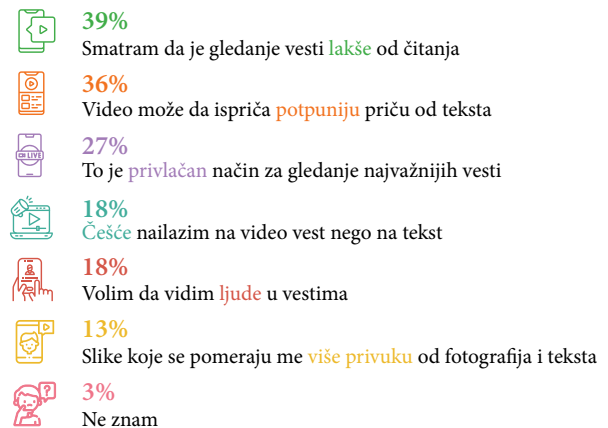 39%
Smatram da je gledanje vesti lakše od čitanja
36%
Video može da ispriča potpuniju priču od teksta
27%
LIVE
To je privlačan način za gledanje najvažnijih vesti
18%
Češće nailazim na video vest nego na tekst
18%
Volim da vidim ljude u vestima
13%
Slike koje se pomeraju me više privuku od fotografija i teksta
?
3%
Ne znam